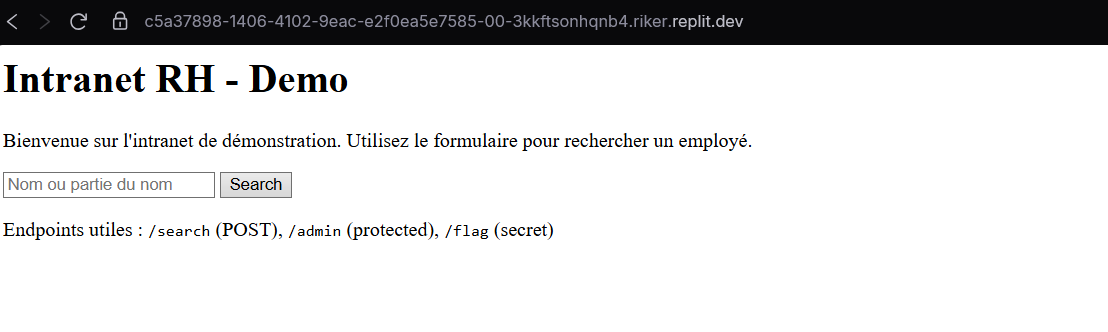 c5a37898-1406-4102-9eac-e2f0ea5e7585-00-3kkftsonhqnb4.riker.replit.dev
Intranet RH - Demo
Bienvenue sur l'intranet de démonstration. Utilisez le formulaire pour rechercher un employé.
Nom ou partie du nom Search
Endpoints utiles : /search (POST), /admin (protected), /flag (secret)